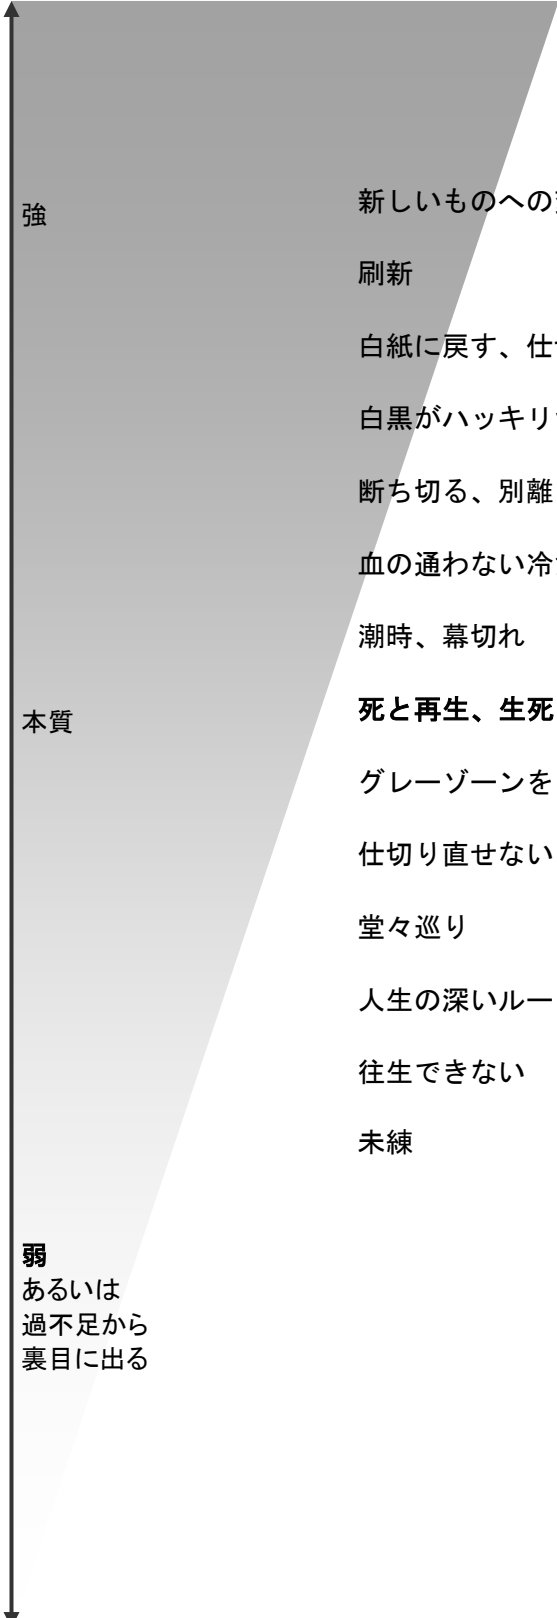 強
新しいものへの
刷新
白紙に戻す、仕
白黒がハッキリ
断ち切る、別離
血の通わない冷
潮時、幕切れ
本質
死と再生、生死
グレーゾーンを
仕切り直せない
堂々巡り
人生の深いルー
往生できない
未練
弱
あるいは
過不足から
裏目に出る